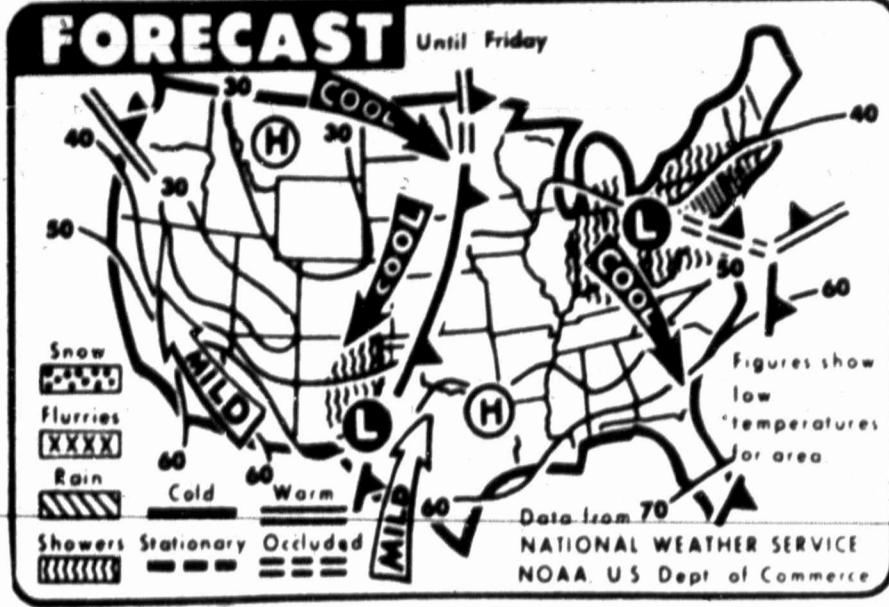 FORECAST
Until Friday
30
COOL
40
H
30
40
30
50
COOL
L
COOL
50
60
MILD
Snow
Flurries
Rain
Showers
Cold
Warm
Stationary
Occluded
60
60
L
H
MILD
60
70
Figures show
low
temperatures
for area
Data from
NATIONAL WEATHER SERVICE
NOAA U S Dept of Commerce